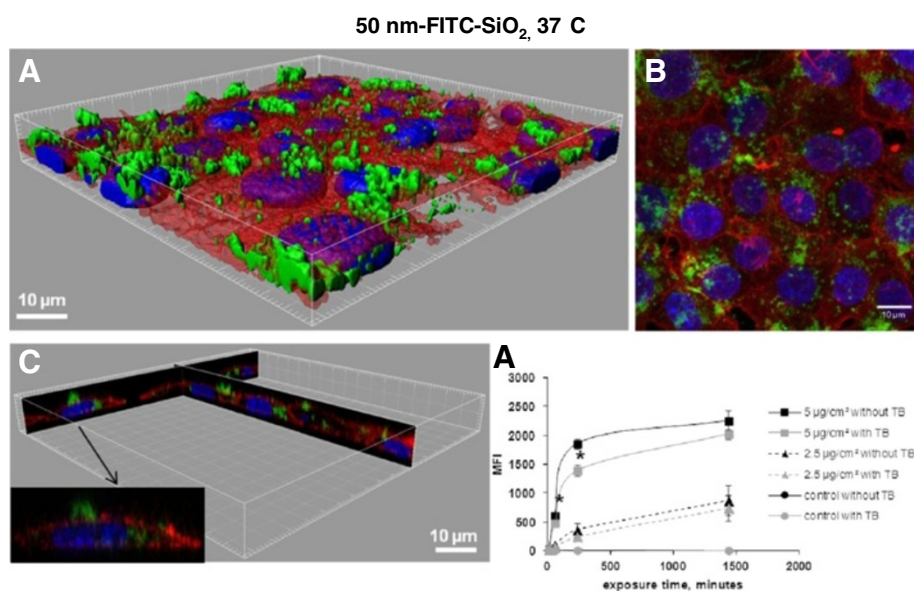 50 nm-FITC-SiO₂, 37 C
A
10 µm
B
10 µm
C
10 µm
A
3000
2500
2000
1500
1000
500
0
MFI
0 500 1000 1500 2000
exposure time, minutes
*
*
5 µg/cm² without TB
5 µg/cm² with TB
2.5 µg/cm² without TB
2.5 µg/cm² with TB
control without TB
control with TB